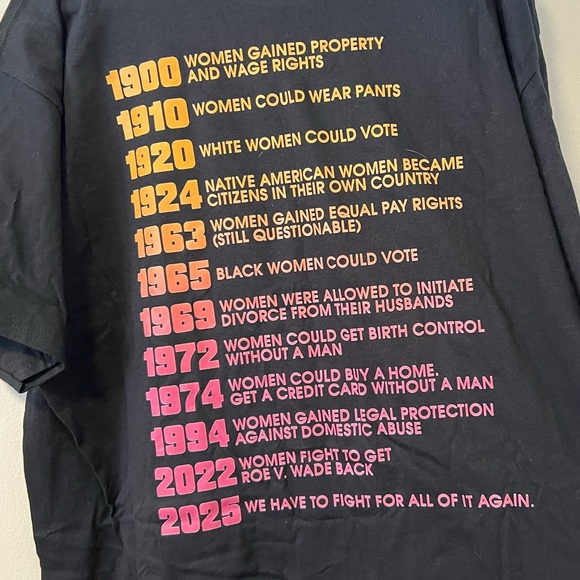 1900 WOMEN GAINED PROPERTY
AND WAGE RIGHTS
1910 WOMEN COULD WEAR PANTS
1920 WHITE WOMEN COULD VOTE
1924 NATIVE AMERICAN WOMEN BECAME
CITIZENS IN THEIR OWN COUNTRY
1963 WOMEN GAINED EQUAL PAY RIGHTS
(STILL QUESTIONABLE)
1965 BLACK WOMEN COULD VOTE
1969 WOMEN WERE ALLOWED TO INITIATE
DIVORCE FROM THEIR HUSBANDS
1972 WOMEN COULD GET BIRTH CONTROL
WITHOUT A MAN
1974 WOMEN COULD BUY A HOME.
GET A CREDIT CARD WITHOUT A MAN
1994 WOMEN GAINED LEGAL PROTECTION
AGAINST DOMESTIC ABUSE
2022 WOMEN FIGHT TO GET
ROE V. WADE BACK
2025 WE HAVE TO FIGHT FOR ALL OF IT AGAIN.